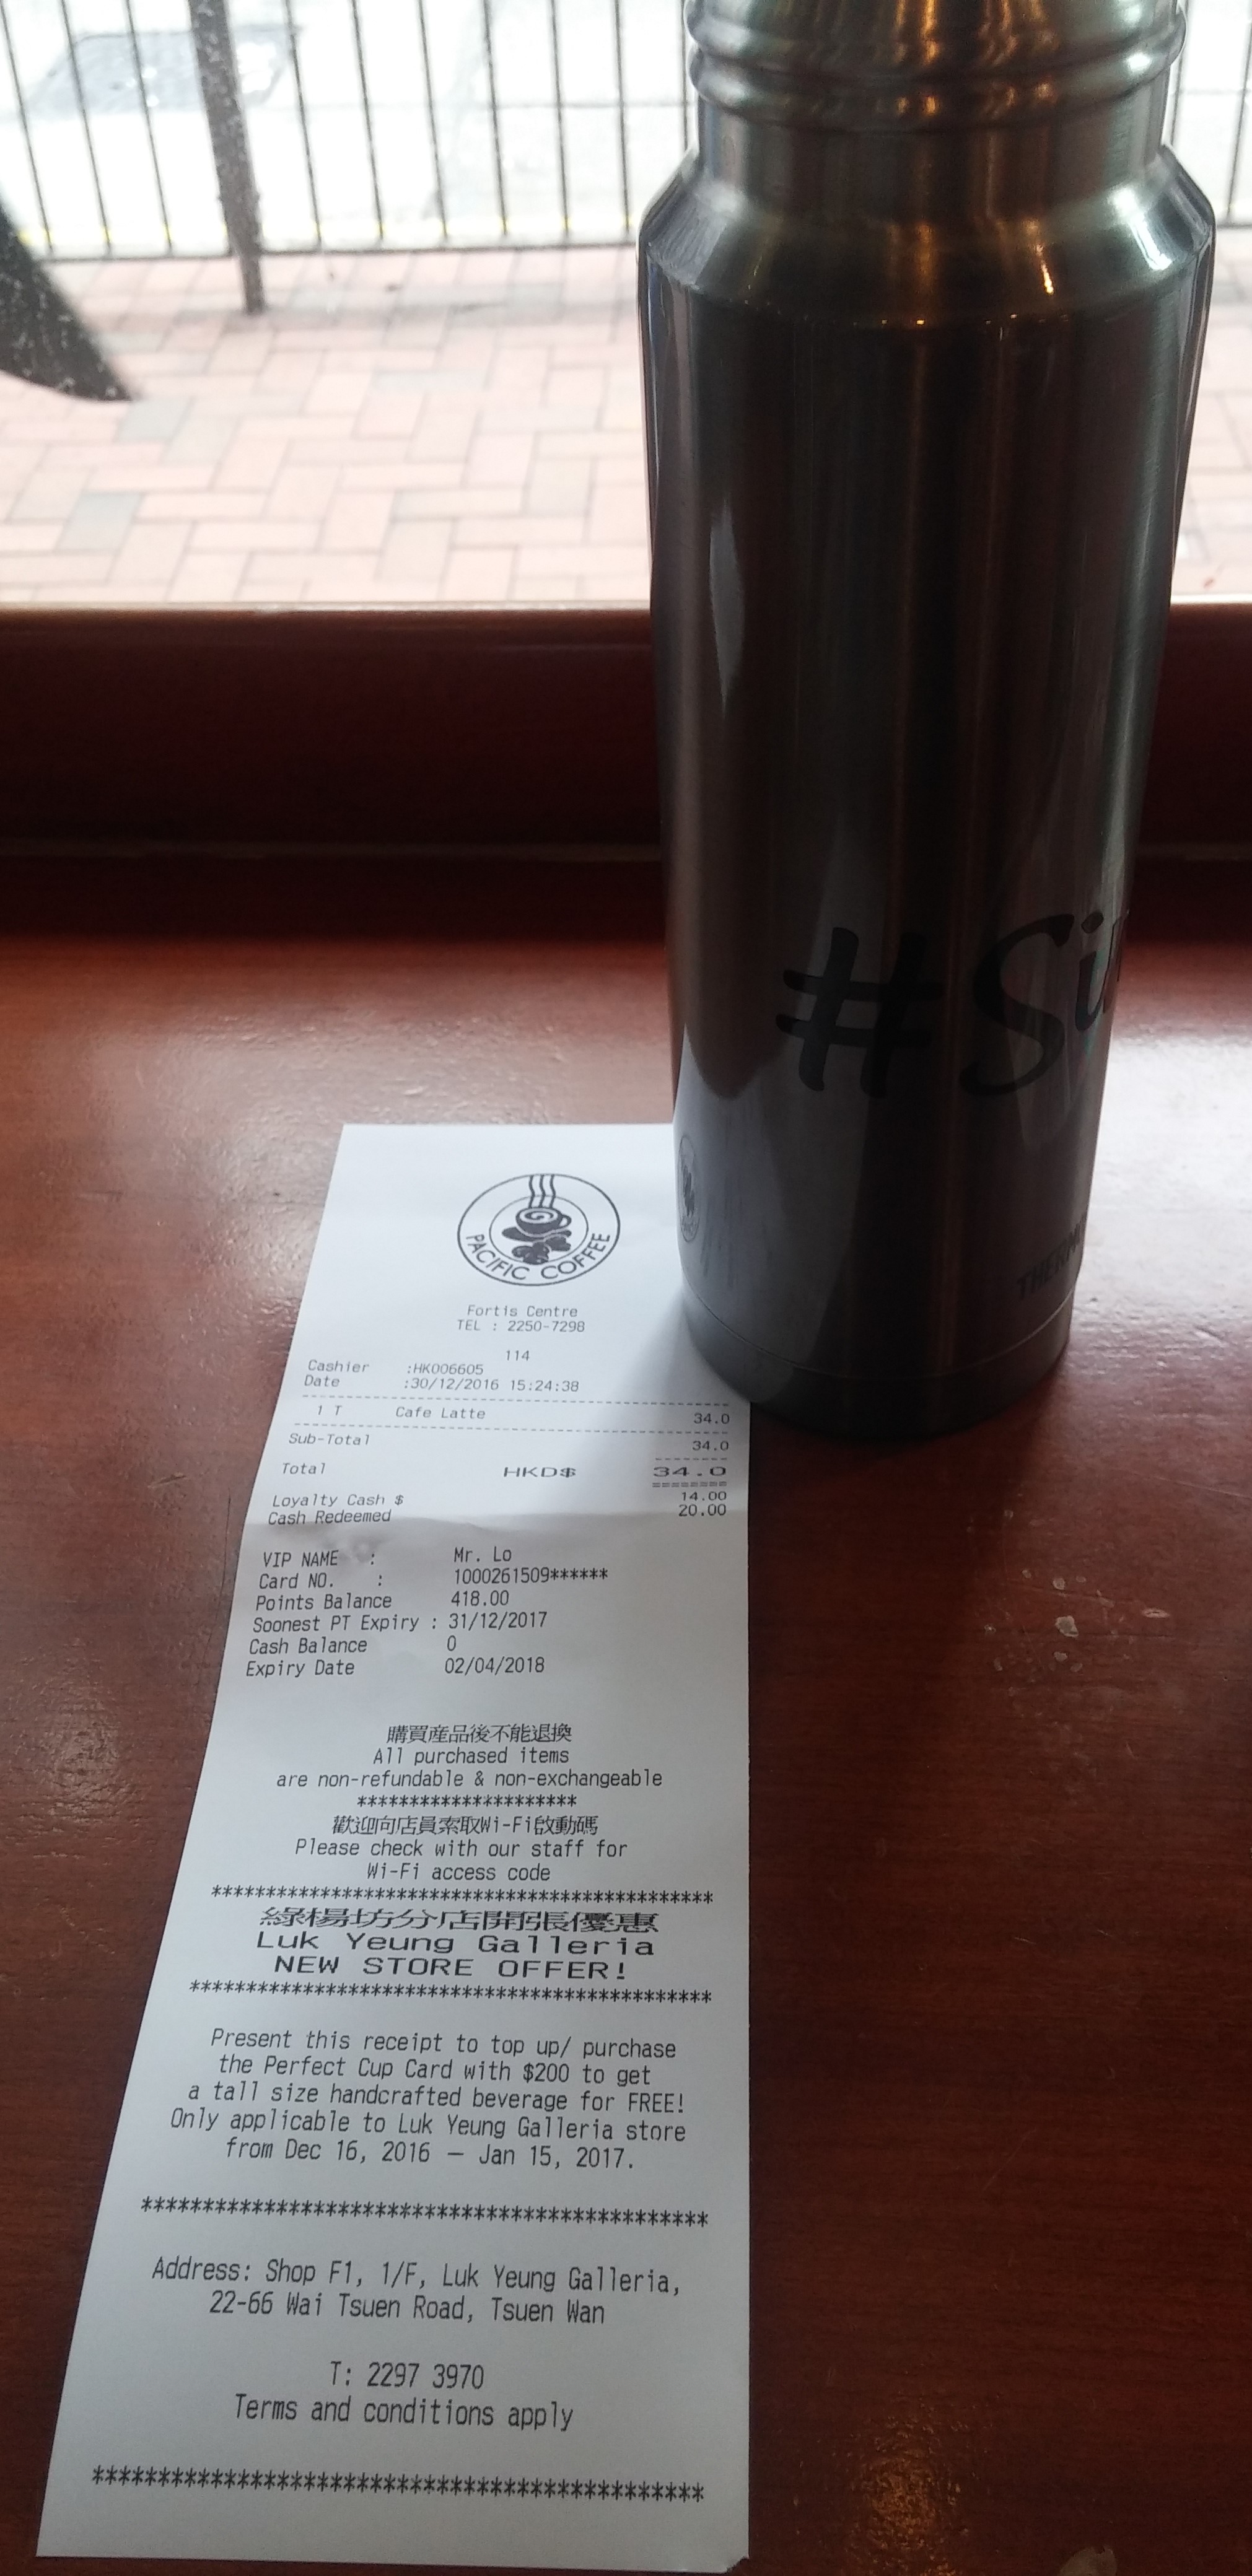 #Si
THERM
PACIFIC COFFEE
Fortis Centre
TEL : 2250-7298
114
Cashier :HK006605
Date :30/12/2016 15:24:38
1 T Cafe Latte 34.0
Sub-Total 34.0
Total HKD$ 34.0
Loyalty Cash $ 14.00
Cash Redeemed 20.00
VIP NAME : Mr. Lo
Card NO. : 1000261509******
Points Balance 418.00
Soonest PT Expiry : 31/12/2017
Cash Balance 0
Expiry Date 02/04/2018
購買產品後不能退換
All purchased items
are non-refundable & non-exchangeable
********************
歡迎向店員索取Wi-Fi啟動碼
Please check with our staff for
Wi-Fi access code
**********************************************
綠楊坊分店開張優惠
Luk Yeung Galleria
NEW STORE OFFER!
**********************************************
Present this receipt to top up/ purchase
the Perfect Cup Card with $200 to get
a tall size handcrafted beverage for FREE!
Only applicable to Luk Yeung Galleria store
from Dec 16, 2016 – Jan 15, 2017.
**********************************************
Address: Shop F1, 1/F, Luk Yeung Galleria,
22-66 Wai Tsuen Road, Tsuen Wan
T: 2297 3970
Terms and conditions apply
**********************************************